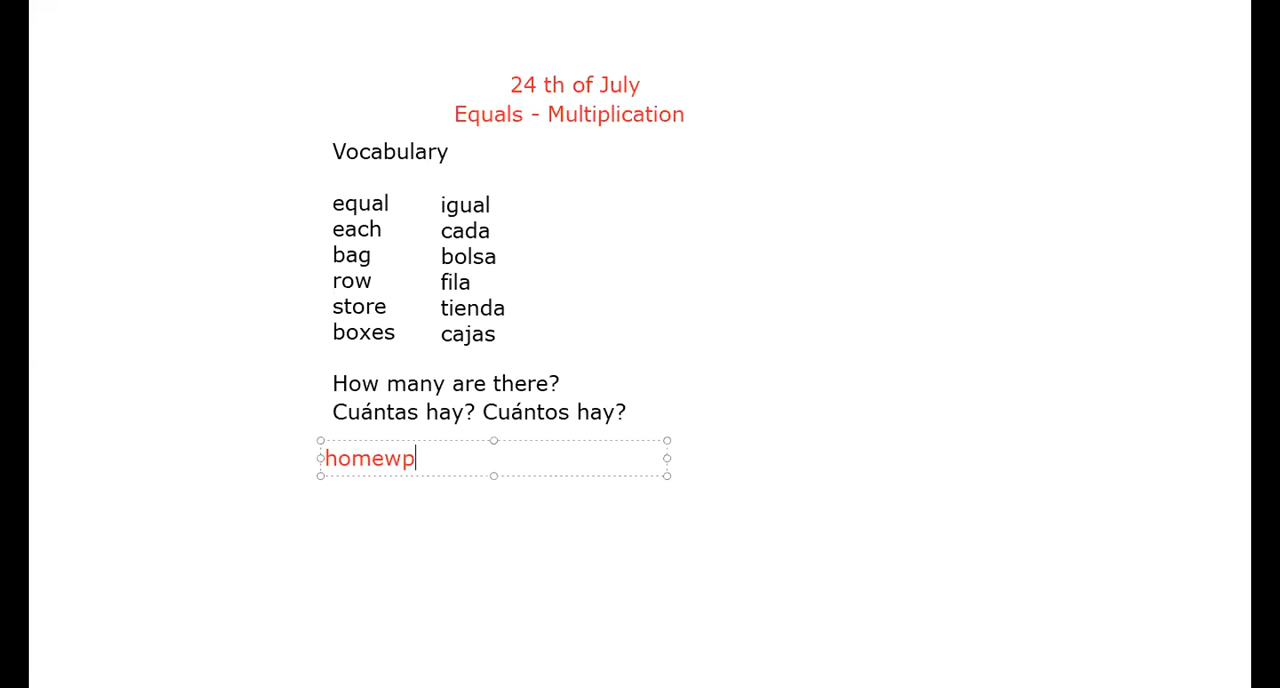 24 th of July
Equals - Multiplication
Vocabulary
equal igual
each cada
bag bolsa
row fila
store tienda
boxes cajas
How many are there?
Cuántas hay? Cuántos hay?
homewp